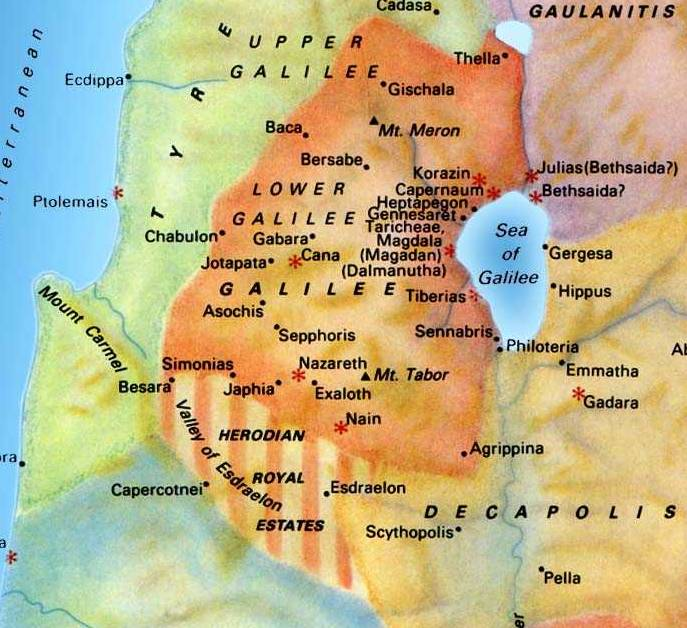 Cadasa
GAULANITIS
UPPER
GALILEE
Thella
Ecdippa
Gischala
TYRE
Baca
Mt. Meron
Bersabe
Korazin
Julias (Bethsaida?)
Capernaum
Bethsaida?
LOWER
GALILEE
Heptapegon
Gennesaret
Ptolemais
Taricheae,
Magdala
(Magadan)
(Dalmanutha)
Chabulon
Gabara
Cana
Jotapata
Sea
of
Galilee
Gergesa
GALILEE
Tiberias
Hippus
Asochis
Sepphoris
Sennabris
Philoteria
Mount Carmel
Simonias
Besara
Japhia
Nazareth
Exaloth
Mt. Tabor
Emmatha
Gadara
Nain
Valley of Esdraelon
HERODIAN
ROYAL
ESTATES
Agrippina
Capercotnei
Esdraelon
DECAPOLIS
Scythopolis
Pella